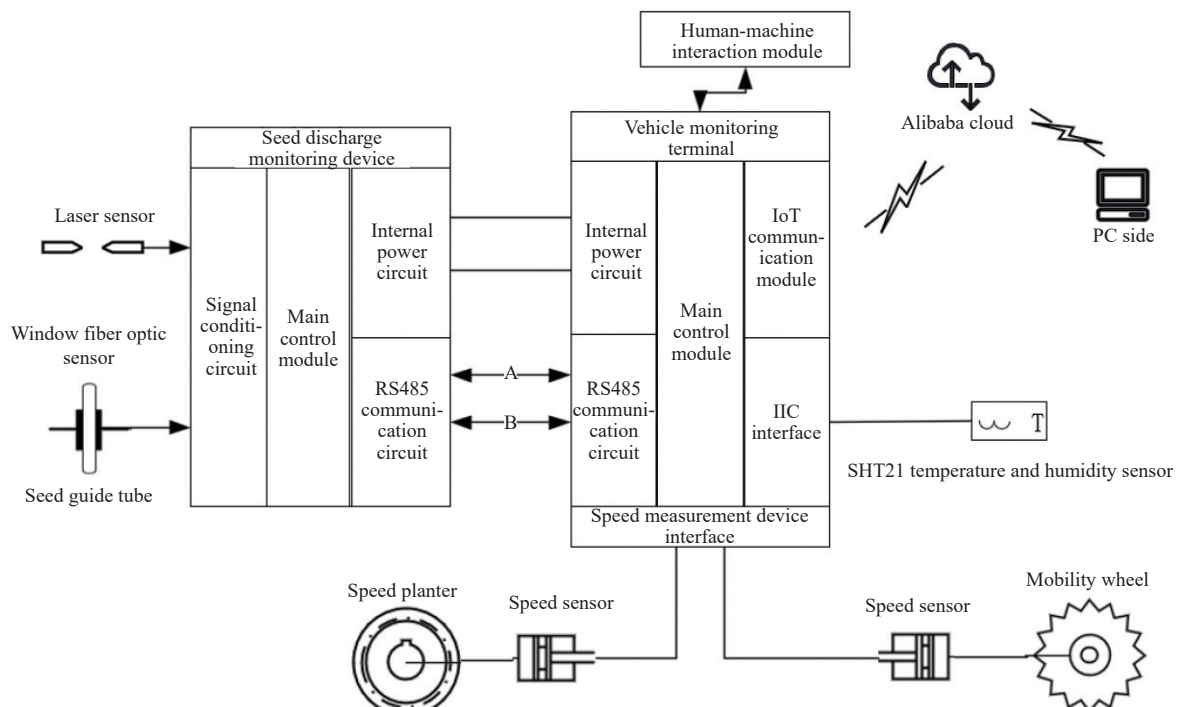 Human-machine
interaction module
Alibaba cloud
PC side
Vehicle monitoring
terminal
Seed discharge
monitoring device
Laser sensor
Window fiber optic
sensor
Seed guide tube
Signal
conditi-
oning
circuit
Main
control
module
Internal
power
circuit
RS485
communi-
cation
circuit
A
B
Internal
power
circuit
RS485
communi-
cation
circuit
Main
control
module
IoT
commun-
ication
module
IIC
interface
T
SHT21 temperature and humidity sensor
Speed measurement device
interface
Speed planter
Speed sensor
Speed sensor
Mobility wheel